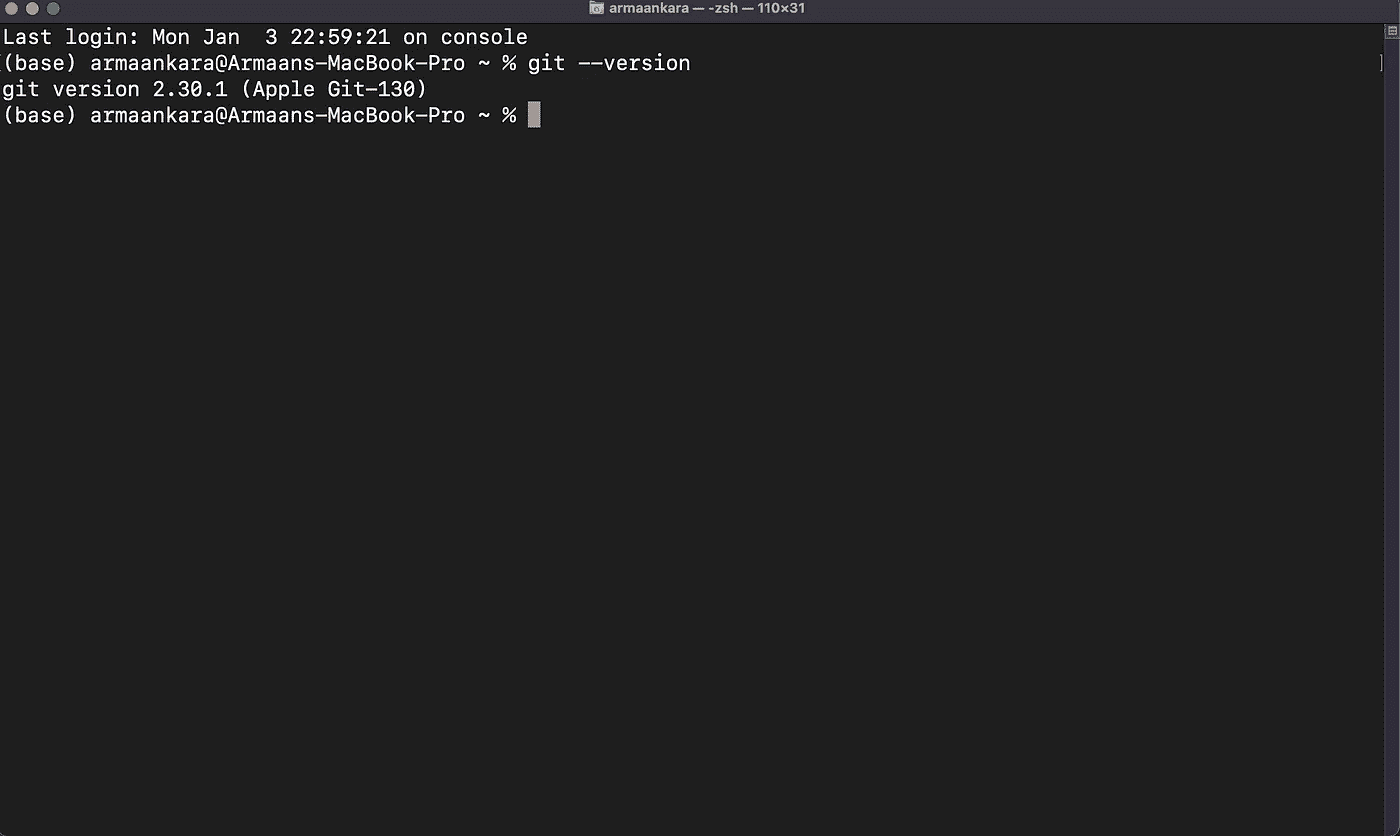 armaankara — -zsh — 110×31
Last login: Mon Jan  3 22:59:21 on console
(base) armaankara@Armaans-MacBook-Pro ~ % git --version
git version 2.30.1 (Apple Git-130)
(base) armaankara@Armaans-MacBook-Pro ~ %